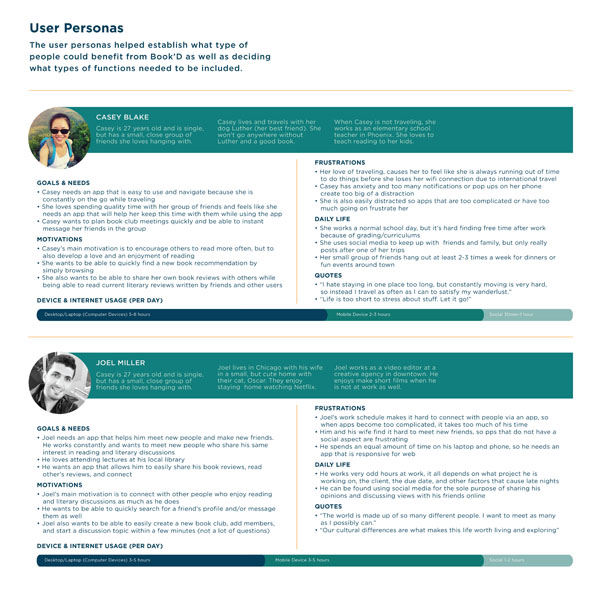 User Personas
The user personas helped establish what type of
people could benefit from Book'D as well as deciding
what types of functions needed to be included.
CASEY BLAKE
Casey is 27 years old and is single,
but has a small, close group of
friends she loves hanging with.
Casey lives and travels with her
dog Luther (her best friend). She
won't go anywhere without
Luther and a good book.
When Casey is not traveling, she
works as an elementary school
teacher in Phoenix. She loves to
teach reading to her kids.
GOALS & NEEDS
• Casey needs an app that is easy to use and navigate because she is
constantly on the go while traveling
• She loves spending quality time with her group of friends and feels like she
needs an app that will help her keep this time with them while using the app
• Casey wants to plan book club meetings quickly and be able to instant
message her friends in the group
MOTIVATIONS
• Casey's main motivation is to encourage others to read more often, but to
also develop a love and an enjoyment of reading
• She wants to be able to quickly find a new book recommendation by
simply browsing
• She also wants to be able to share her own book reviews with others while
being able to read current literary reviews written by friends and other users
DEVICE & INTERNET USAGE (PER DAY)
FRUSTRATIONS
• Her love of traveling, causes her to feel like she is always running out of time
to do things before she loses her wifi connection due to international travel
• Casey has anxiety and too many notifications or pop ups on her phone
create too big of a distraction
• She is also easily distracted so apps that are too complicated or have too
much going on frustrate her
DAILY LIFE
• She works a normal school day, but it's hard finding free time after work
because of grading/curriculums
• She uses social media to keep up with friends and family, but only really
posts after one of her trips
• Her small group of friends hang out at least 2-3 times a week for dinners or
fun events around town
QUOTES
• "I hate staying in one place too long, but constantly moving is very hard,
so instead I travel as often as I can to satisfy my wanderlust."
• "Life is too short to stress about stuff. Let it go!"
Desktop/Laptop (Computer Devices) 5-8 hours
Mobile Device 2-3 hours
JOEL MILLER
Casey is 27 years old and is single,
but has a small, close group of
friends she loves hanging with.
Joel lives in Chicago with his wife
in a small, but cute home with
their cat, Oscar. They enjoy
staying home watching Netflix.
Joel works as a video editor at a
creative agency in downtown. He
enjoys make short films when he
is not at work as well.
GOALS & NEEDS
• Joel needs an app that helps him meet new people and make new friends.
He works constantly and wants to meet new people who share his same
interest in reading and literary discussions
• He loves attending lectures at his local library
• He wants an app that allows him to easily share his book reviews, read
other's reviews, and connect
MOTIVATIONS
• Joel's main motivation is to connect with other people who enjoy reading
and literary discussions as much as he does
• He wants to be able to quickly search for a friend's profile and/or message
them as well
• Joel also wants to be able to easily create a new book club, add members,
and start a discussion topic within a few minutes (not a lot of questions)
DEVICE & INTERNET USAGE (PER DAY)
FRUSTRATIONS
• Joel's work schedule makes it hard to connect with people via an app, so
when apps become too complicated, it takes too much of his time
• Him and his wife find it hard to meet new friends, so pps that do not have a
social aspect are frustrating
• He spends an equal amount of time on his laptop and phone, so he needs an
app that is responsive for web
DAILY LIFE
• He works very odd hours at work, it all depends on what project he is
working on, the client, the due date, and other factors that cause late nights
• He can be found using social media for the sole purpose of sharing his
opinions and discussing views with his friends online
QUOTES
• "The world is made up of so many different people. I want to meet as many
as I possibly can."
• "Our cultural differences are what makes this life worth living and exploring"
Desktop/Laptop (Computer Devices) 3-5 hours
Mobile Device 3-5 hours
Social 1-2 hours